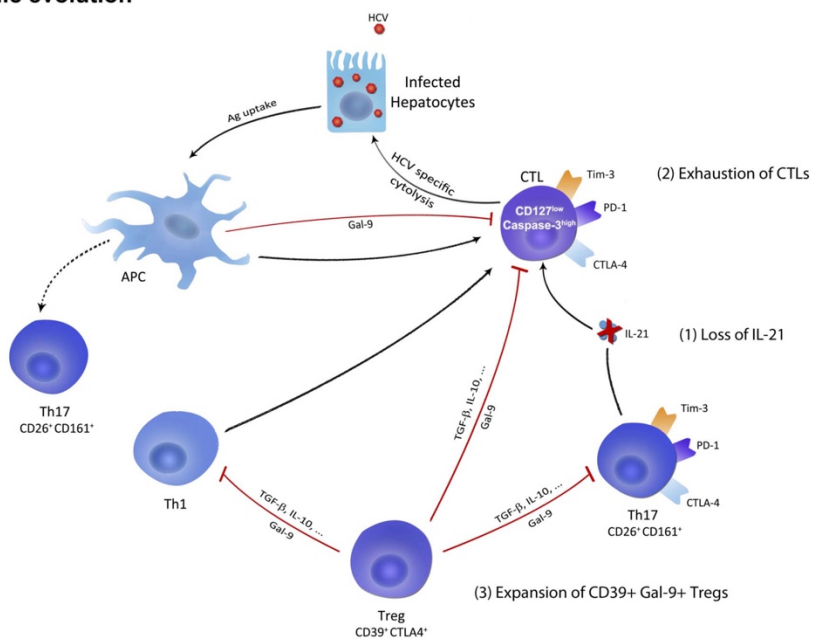 HCV
Infected
Hepatocytes
Ag uptake
HCV specific
cytolysis
CTL
Tim-3
(2) Exhaustion of CTLs
CD127low
Caspase-3high
PD-1
Gal-9
CTLA-4
APC
IL-21
(1) Loss of IL-21
Th17
CD26+ CD161+
TGF-β, IL-10, ...
Gal-9
Tim-3
PD-1
CTLA-4
Th1
Th17
CD26+ CD161+
TGF-β, IL-10, ...
Gal-9
TGF-β, IL-10, ...
Gal-9
(3) Expansion of CD39+ Gal-9+ Tregs
Treg
CD39+ CTLA4+